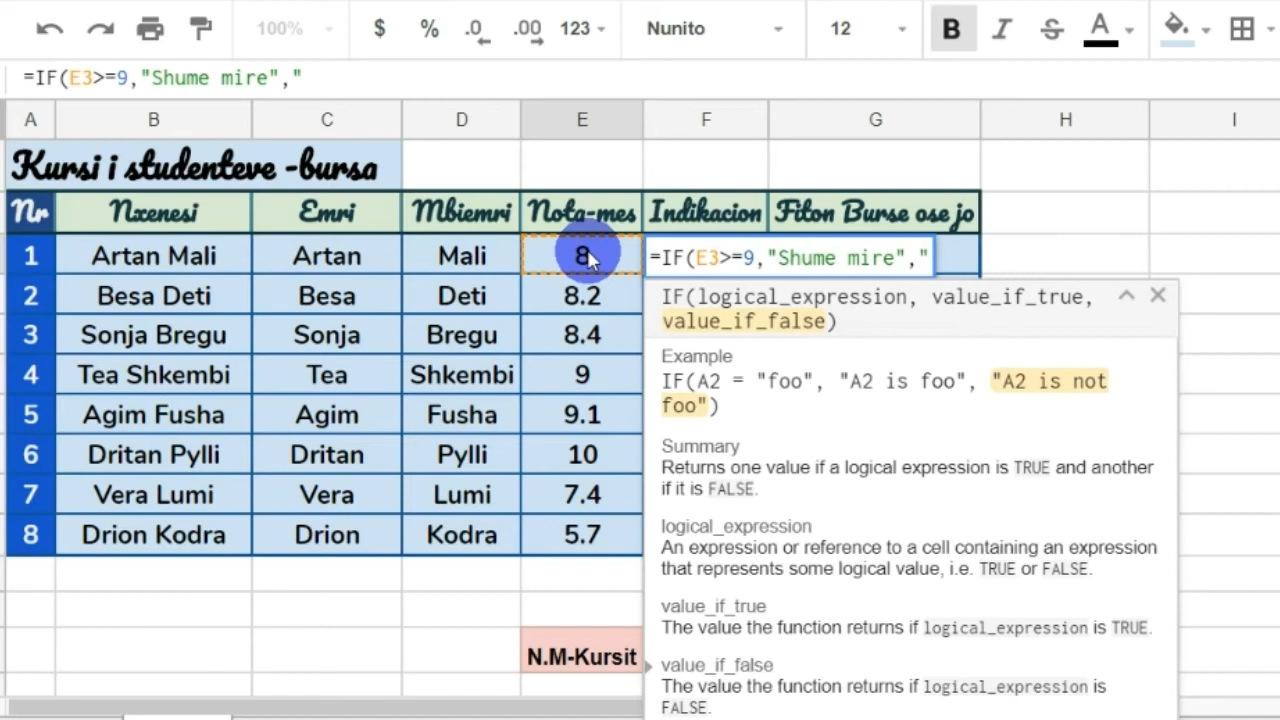 100%
$ % .0 .00 123
Nunito
12
B I S A
=IF(E3>=9,"Shume mire","
A B C D E F G H I
Kursi i studenteve -bursa
Nr Nxenesi Emri Mbiemri Nota-mes Indikacion Fiton Burse ose jo
1 Artan Mali Artan Mali 8 =IF(E3>=9,"Shume mire","
2 Besa Deti Besa Deti 8.2
3 Sonja Bregu Sonja Bregu 8.4
4 Tea Shkembi Tea Shkembi 9
5 Agim Fusha Agim Fusha 9.1
6 Dritan Pylli Dritan Pylli 10
7 Vera Lumi Vera Lumi 7.4
8 Drion Kodra Drion Kodra 5.7
N.M-Kursit
IF(logical_expression, value_if_true,
value_if_false)
Example
IF(A2 = "foo", "A2 is foo", "A2 is not
foo")
Summary
Returns one value if a logical expression is TRUE and another
if it is FALSE.
logical_expression
An expression or reference to a cell containing an expression
that represents some logical value, i.e. TRUE or FALSE.
value_if_true
The value the function returns if logical_expression is TRUE.
value_if_false
The value the function returns if logical_expression is
FALSE.